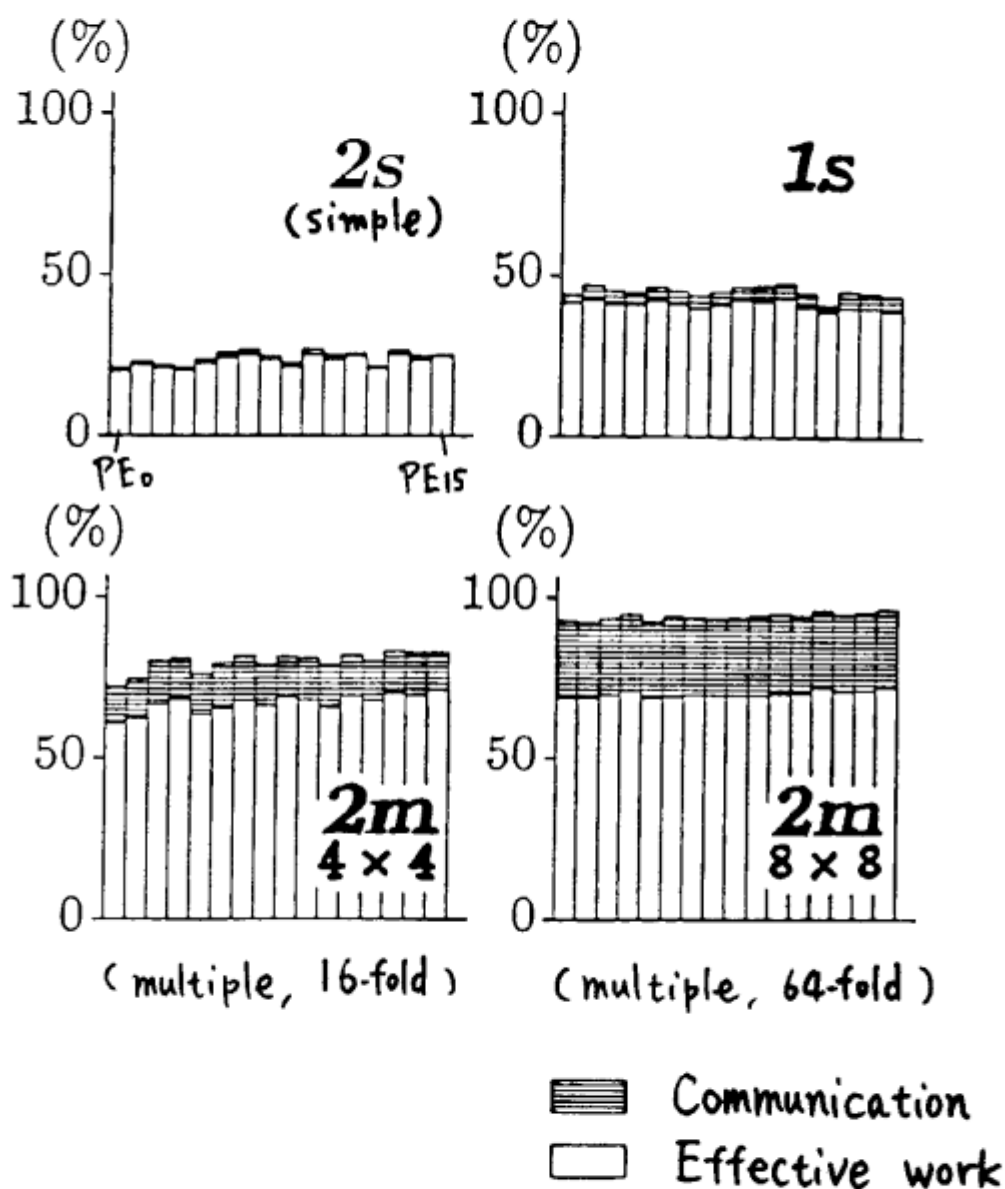 (%)
100
50
0
2s
(simple)
PE0
PE15
(%)
100
50
0
1s
(%)
100
50
0
2m
4 × 4
(multiple, 16-fold)
(%)
100
50
0
2m
8 × 8
(multiple, 64-fold)
Communication
Effective work